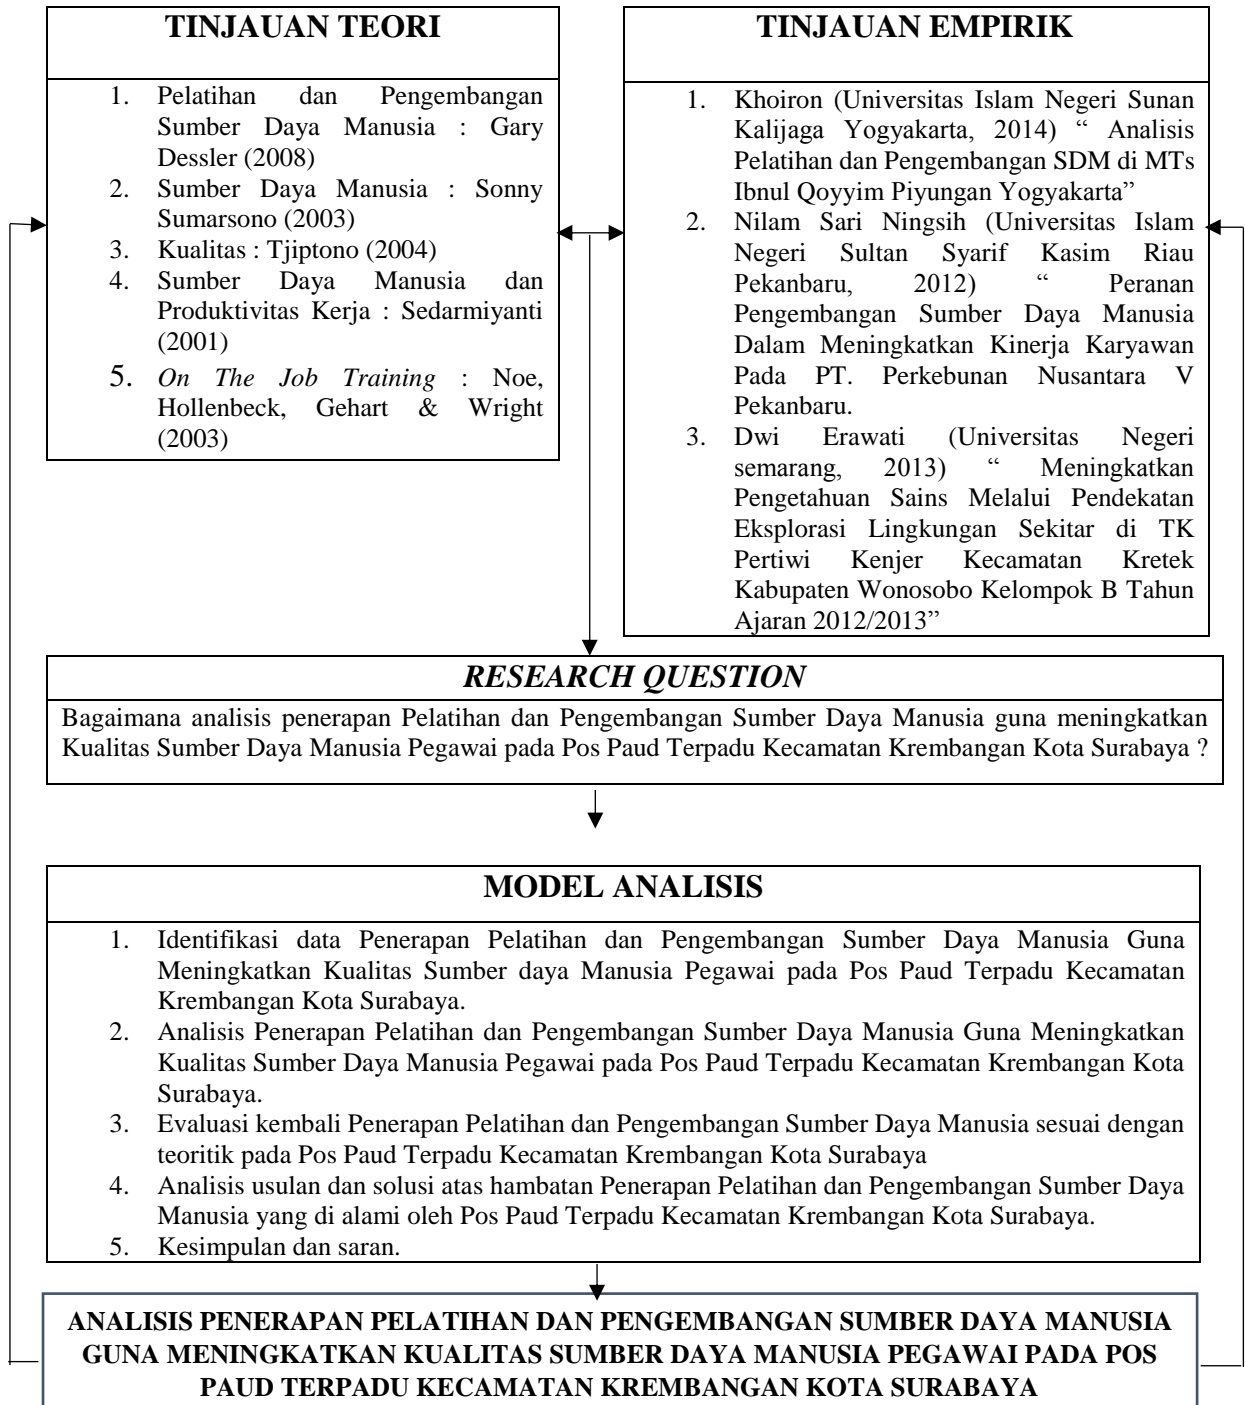 TINJAUAN TEORI
1. Pelatihan dan Pengembangan
Sumber Daya Manusia : Gary
Dessler (2008)
2. Sumber Daya Manusia : Sonny
Sumarsono (2003)
3. Kualitas : Tjiptono (2004)
4. Sumber Daya Manusia dan
Produktivitas Kerja : Sedarmiyanti
(2001)
5. On The Job Training : Noe,
Hollenbeck, Gehart & Wright
(2003)
TINJAUAN EMPIRIK
1. Khoiron (Universitas Islam Negeri Sunan
Kalijaga Yogyakarta, 2014) “ Analisis
Pelatihan dan Pengembangan SDM di MTs
Ibnul Qoyyim Piyungan Yogyakarta”
2. Nilam Sari Ningsih (Universitas Islam
Negeri Sultan Syarif Kasim Riau
Pekanbaru, 2012) “ Peranan
Pengembangan Sumber Daya Manusia
Dalam Meningkatkan Kinerja Karyawan
Pada PT. Perkebunan Nusantara V
Pekanbaru.
3. Dwi Erawati (Universitas Negeri
semarang, 2013) “ Meningkatkan
Pengetahuan Sains Melalui Pendekatan
Eksplorasi Lingkungan Sekitar di TK
Pertiwi Kenjer Kecamatan Kretek
Kabupaten Wonosobo Kelompok B Tahun
Ajaran 2012/2013”
RESEARCH QUESTION
Bagaimana analisis penerapan Pelatihan dan Pengembangan Sumber Daya Manusia guna meningkatkan
Kualitas Sumber Daya Manusia Pegawai pada Pos Paud Terpadu Kecamatan Krembangan Kota Surabaya ?
MODEL ANALISIS
1. Identifikasi data Penerapan Pelatihan dan Pengembangan Sumber Daya Manusia Guna
Meningkatkan Kualitas Sumber daya Manusia Pegawai pada Pos Paud Terpadu Kecamatan
Krembangan Kota Surabaya.
2. Analisis Penerapan Pelatihan dan Pengembangan Sumber Daya Manusia Guna Meningkatkan
Kualitas Sumber Daya Manusia Pegawai pada Pos Paud Terpadu Kecamatan Krembangan Kota
Surabaya.
3. Evaluasi kembali Penerapan Pelatihan dan Pengembangan Sumber Daya Manusia sesuai dengan
teoritik pada Pos Paud Terpadu Kecamatan Krembangan Kota Surabaya
4. Analisis usulan dan solusi atas hambatan Penerapan Pelatihan dan Pengembangan Sumber Daya
Manusia yang di alami oleh Pos Paud Terpadu Kecamatan Krembangan Kota Surabaya.
5. Kesimpulan dan saran.
ANALISIS PENERAPAN PELATIHAN DAN PENGEMBANGAN SUMBER DAYA MANUSIA
GUNA MENINGKATKAN KUALITAS SUMBER DAYA MANUSIA PEGAWAI PADA POS
PAUD TERPADU KECAMATAN KREMBANGAN KOTA SURABAYA